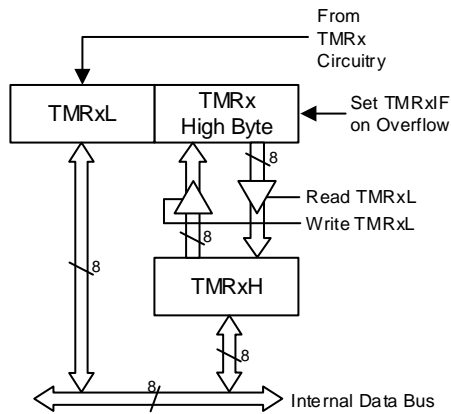 From
TMRx
Circuitry
TMRxL
TMRx
High Byte
Set TMRxIF
on Overflow
8
Read TMRxL
Write TMRxL
8
8
TMRxH
8
8
Internal Data Bus